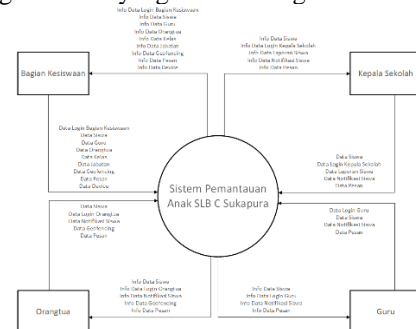 Info Data Login Bagian Kesiswaan
Info Data Siswa
Info Data Guru
Info Data Orangtua
Info Data Kelas
Info Data Jabatan
Info Data Geofencing
Info Data Pesan
Info Data Device
Bagian Kesiswaan
Info Data Siswa
Info Data Login Kepala Sekolah
Info Data Laporan Siswa
Info Data Notifikasi Siswa
Info Data Pesan
Kepala Sekolah
Data Login Bagian Kesiswaan
Data Siswa
Data Guru
Data Orangtua
Data Kelas
Data Jabatan
Data Geofencing
Data Pesan
Data Device
Sistem Pemantauan
Anak SLB C Sukapura
Data Siswa
Data Login Kepala Sekolah
Data Laporan Siswa
Data Notifikasi Siswa
Data Pesan
Data Siswa
Data Login Orangtua
Data Notifikasi Siswa
Data Geofencing
Data Pesan
Data Login Guru
Data Siswa
Data Notifikasi Siswa
Data Pesan
Orangtua
Info Data Siswa
Info Data Login Orangtua
Info Data Notifikasi Siswa
Info Data Geofencing
Info Data Pesan
Info Data Siswa
Info Data Login Guru
Info Data Notifikasi Siswa
Info Data Pesan
Guru